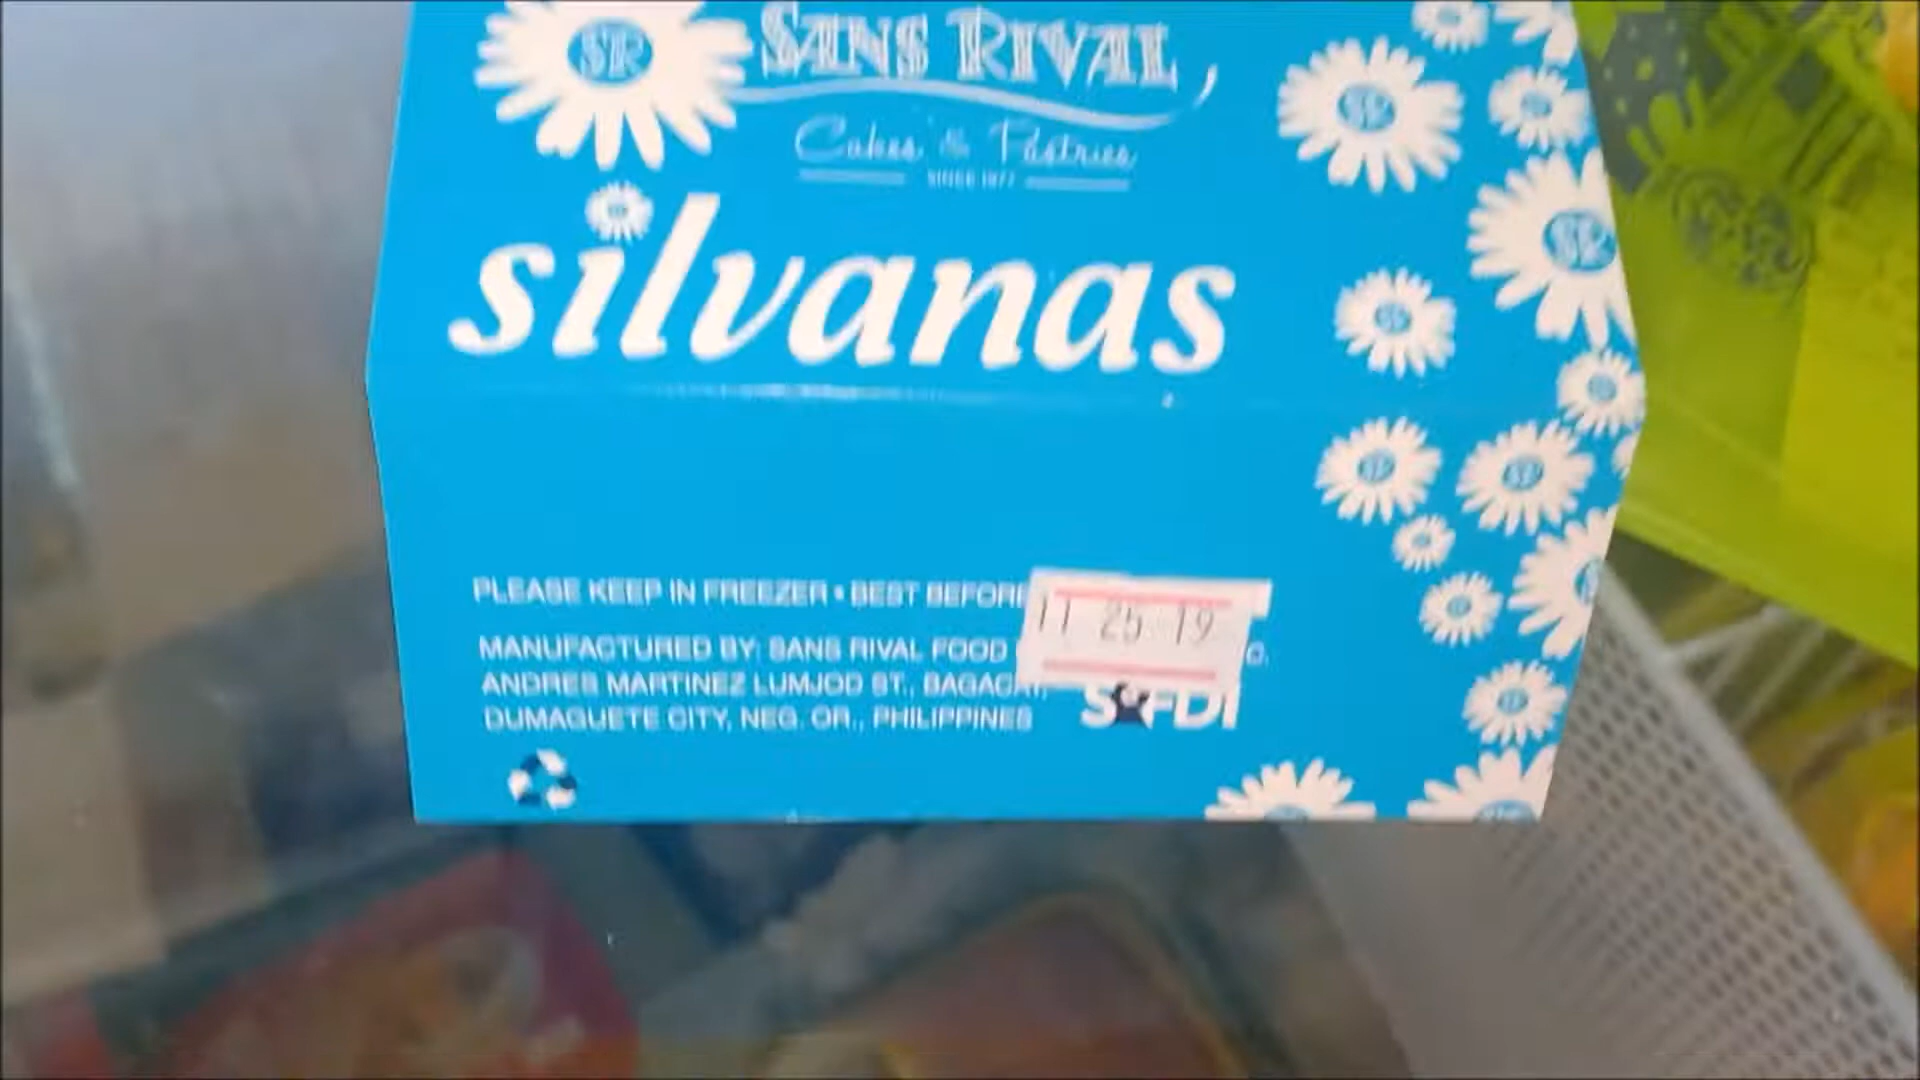 SR SANS RIVAL
Cakes & Pastries
SINCE 1977
silvanas
PLEASE KEEP IN FREEZER • BEST BEFORE
11 25 19
MANUFACTURED BY: SANS RIVAL FOOD C.
ANDRES MARTINEZ LUMJOD ST., BAGACAY,
DUMAGUETE CITY, NEG. OR., PHILIPPINES